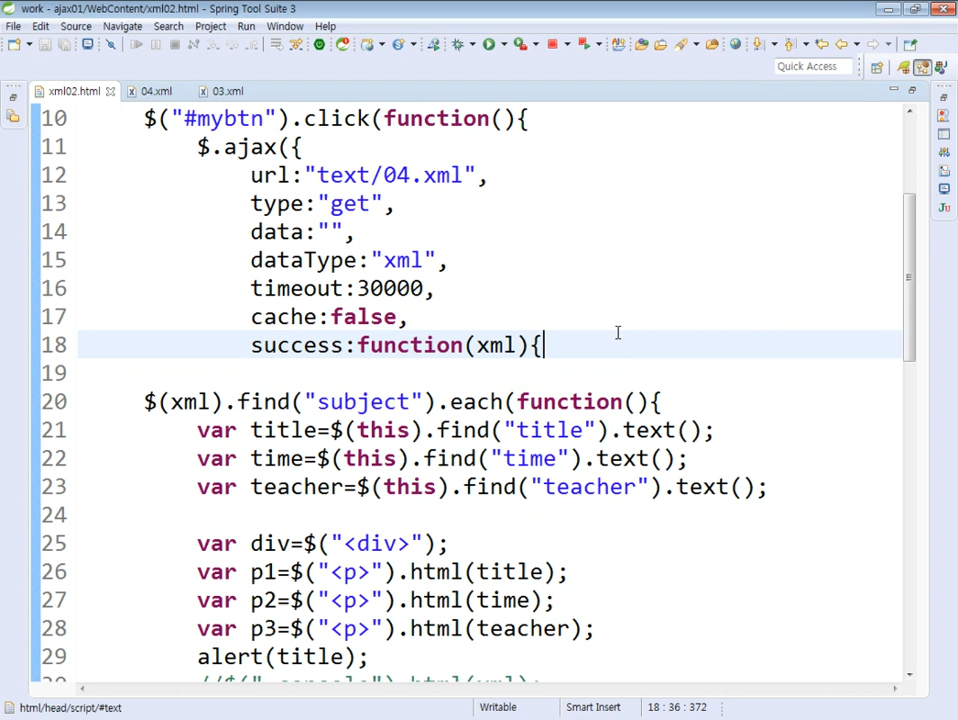 work - ajax01/WebContent/xml02.html - Spring Tool Suite 3
File Edit Source Navigate Search Project Run Window Help
Quick Access
xml02.html 04.xml 03.xml
10 $("#mybtn").click(function(){
11 $.ajax({
12 url:"text/04.xml",
13 type:"get",
14 data:"",
15 dataType:"xml",
16 timeout:30000,
17 cache:false,
18 success:function(xml){
19
20 $(xml).find("subject").each(function(){
21 var title=$(this).find("title").text();
22 var time=$(this).find("time").text();
23 var teacher=$(this).find("teacher").text();
24
25 var div=$("<div>");
26 var p1=$("<p>").html(title);
27 var p2=$("<p>").html(time);
28 var p3=$("<p>").html(teacher);
29 alert(title);
html/head/script/#text Writable Smart Insert 18 : 36 : 372